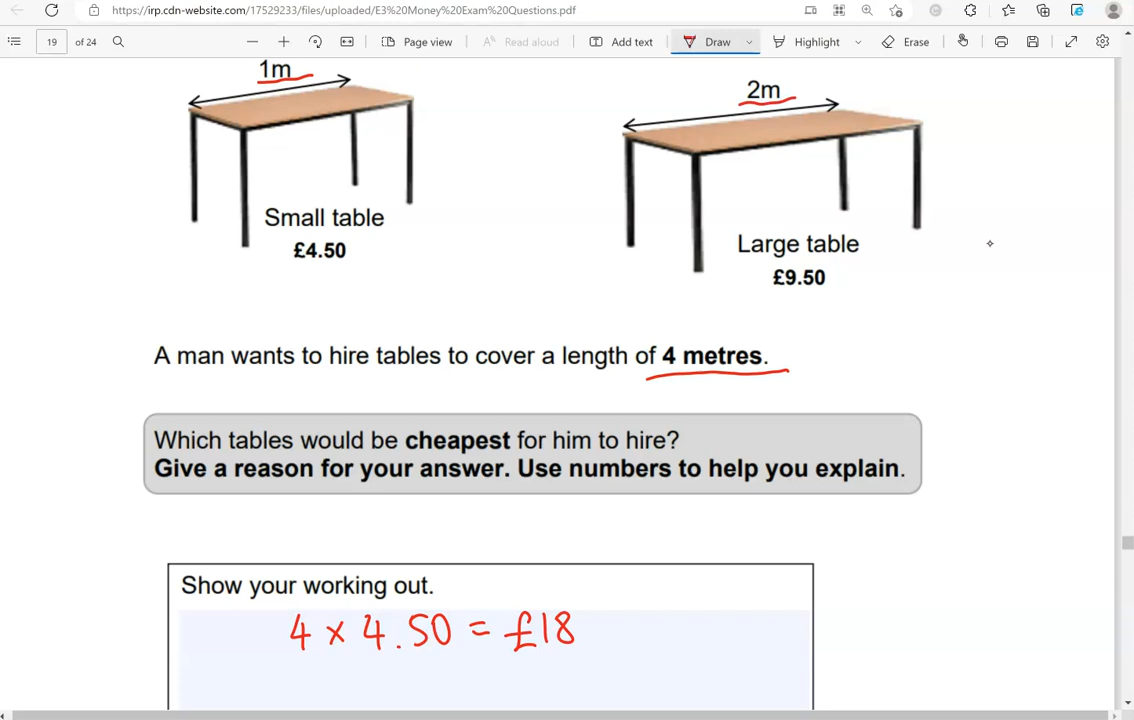 https://irp.cdn-website.com/17529233/files/uploaded/E3%20Money%20Exam%20Questions.pdf
19 of 24
Page view
Read aloud
Add text
Draw
Highlight
Erase
1m
2m
Small table
£4.50
Large table
£9.50
A man wants to hire tables to cover a length of 4 metres.
Which tables would be cheapest for him to hire?
Give a reason for your answer. Use numbers to help you explain.
Show your working out.
4 x 4.50 = £18